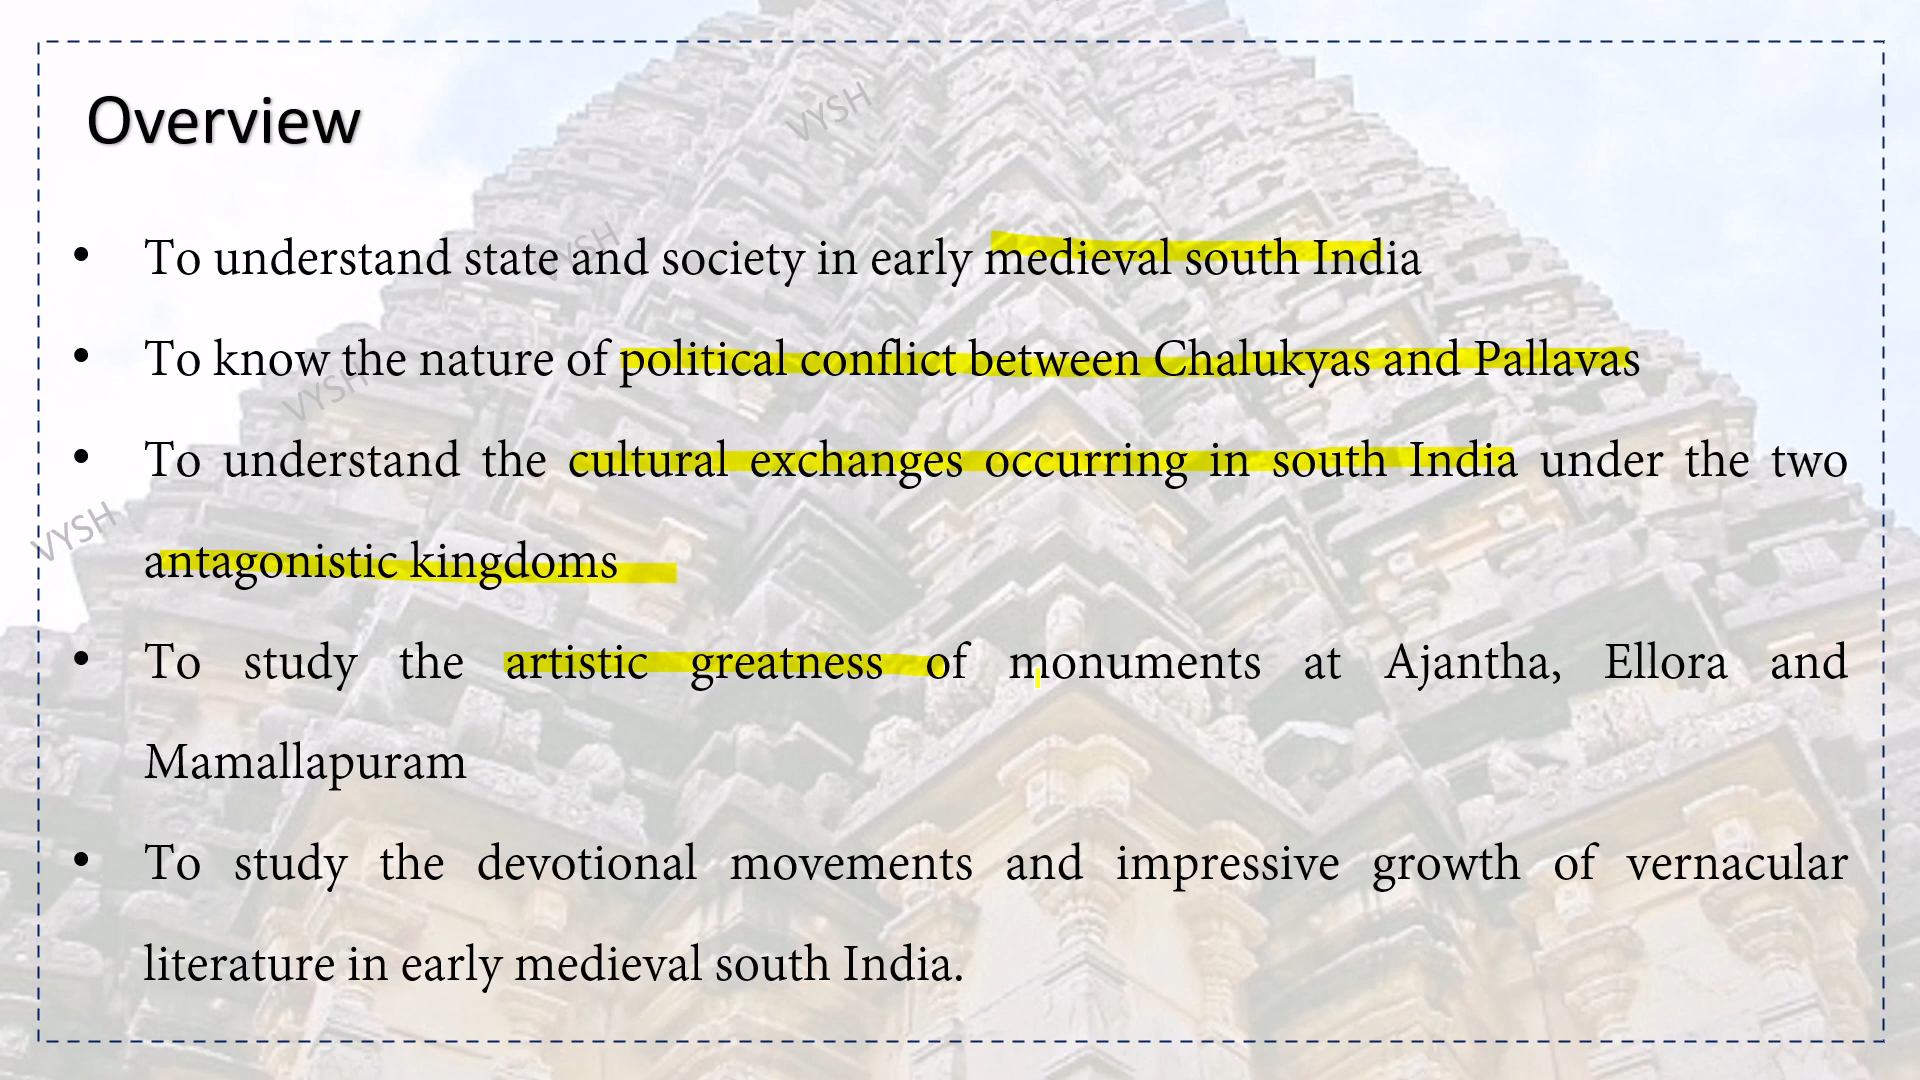 Overview
• To understand state and society in early medieval south India
• To know the nature of political conflict between Chalukyas and Pallavas
• To understand the cultural exchanges occurring in south India under the two
antagonistic kingdoms
• To study the artistic greatness of monuments at Ajantha, Ellora and
Mamallapuram
• To study the devotional movements and impressive growth of vernacular
literature in early medieval south India.
VYSH
VYSH
VYSH
VYSH